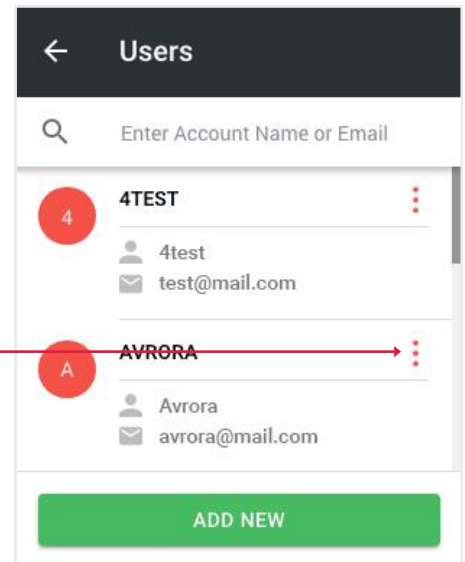 Users
Enter Account Name or Email
4
4TEST
4test
test@mail.com
A
AVRORA
Avrora
avrora@mail.com
ADD NEW